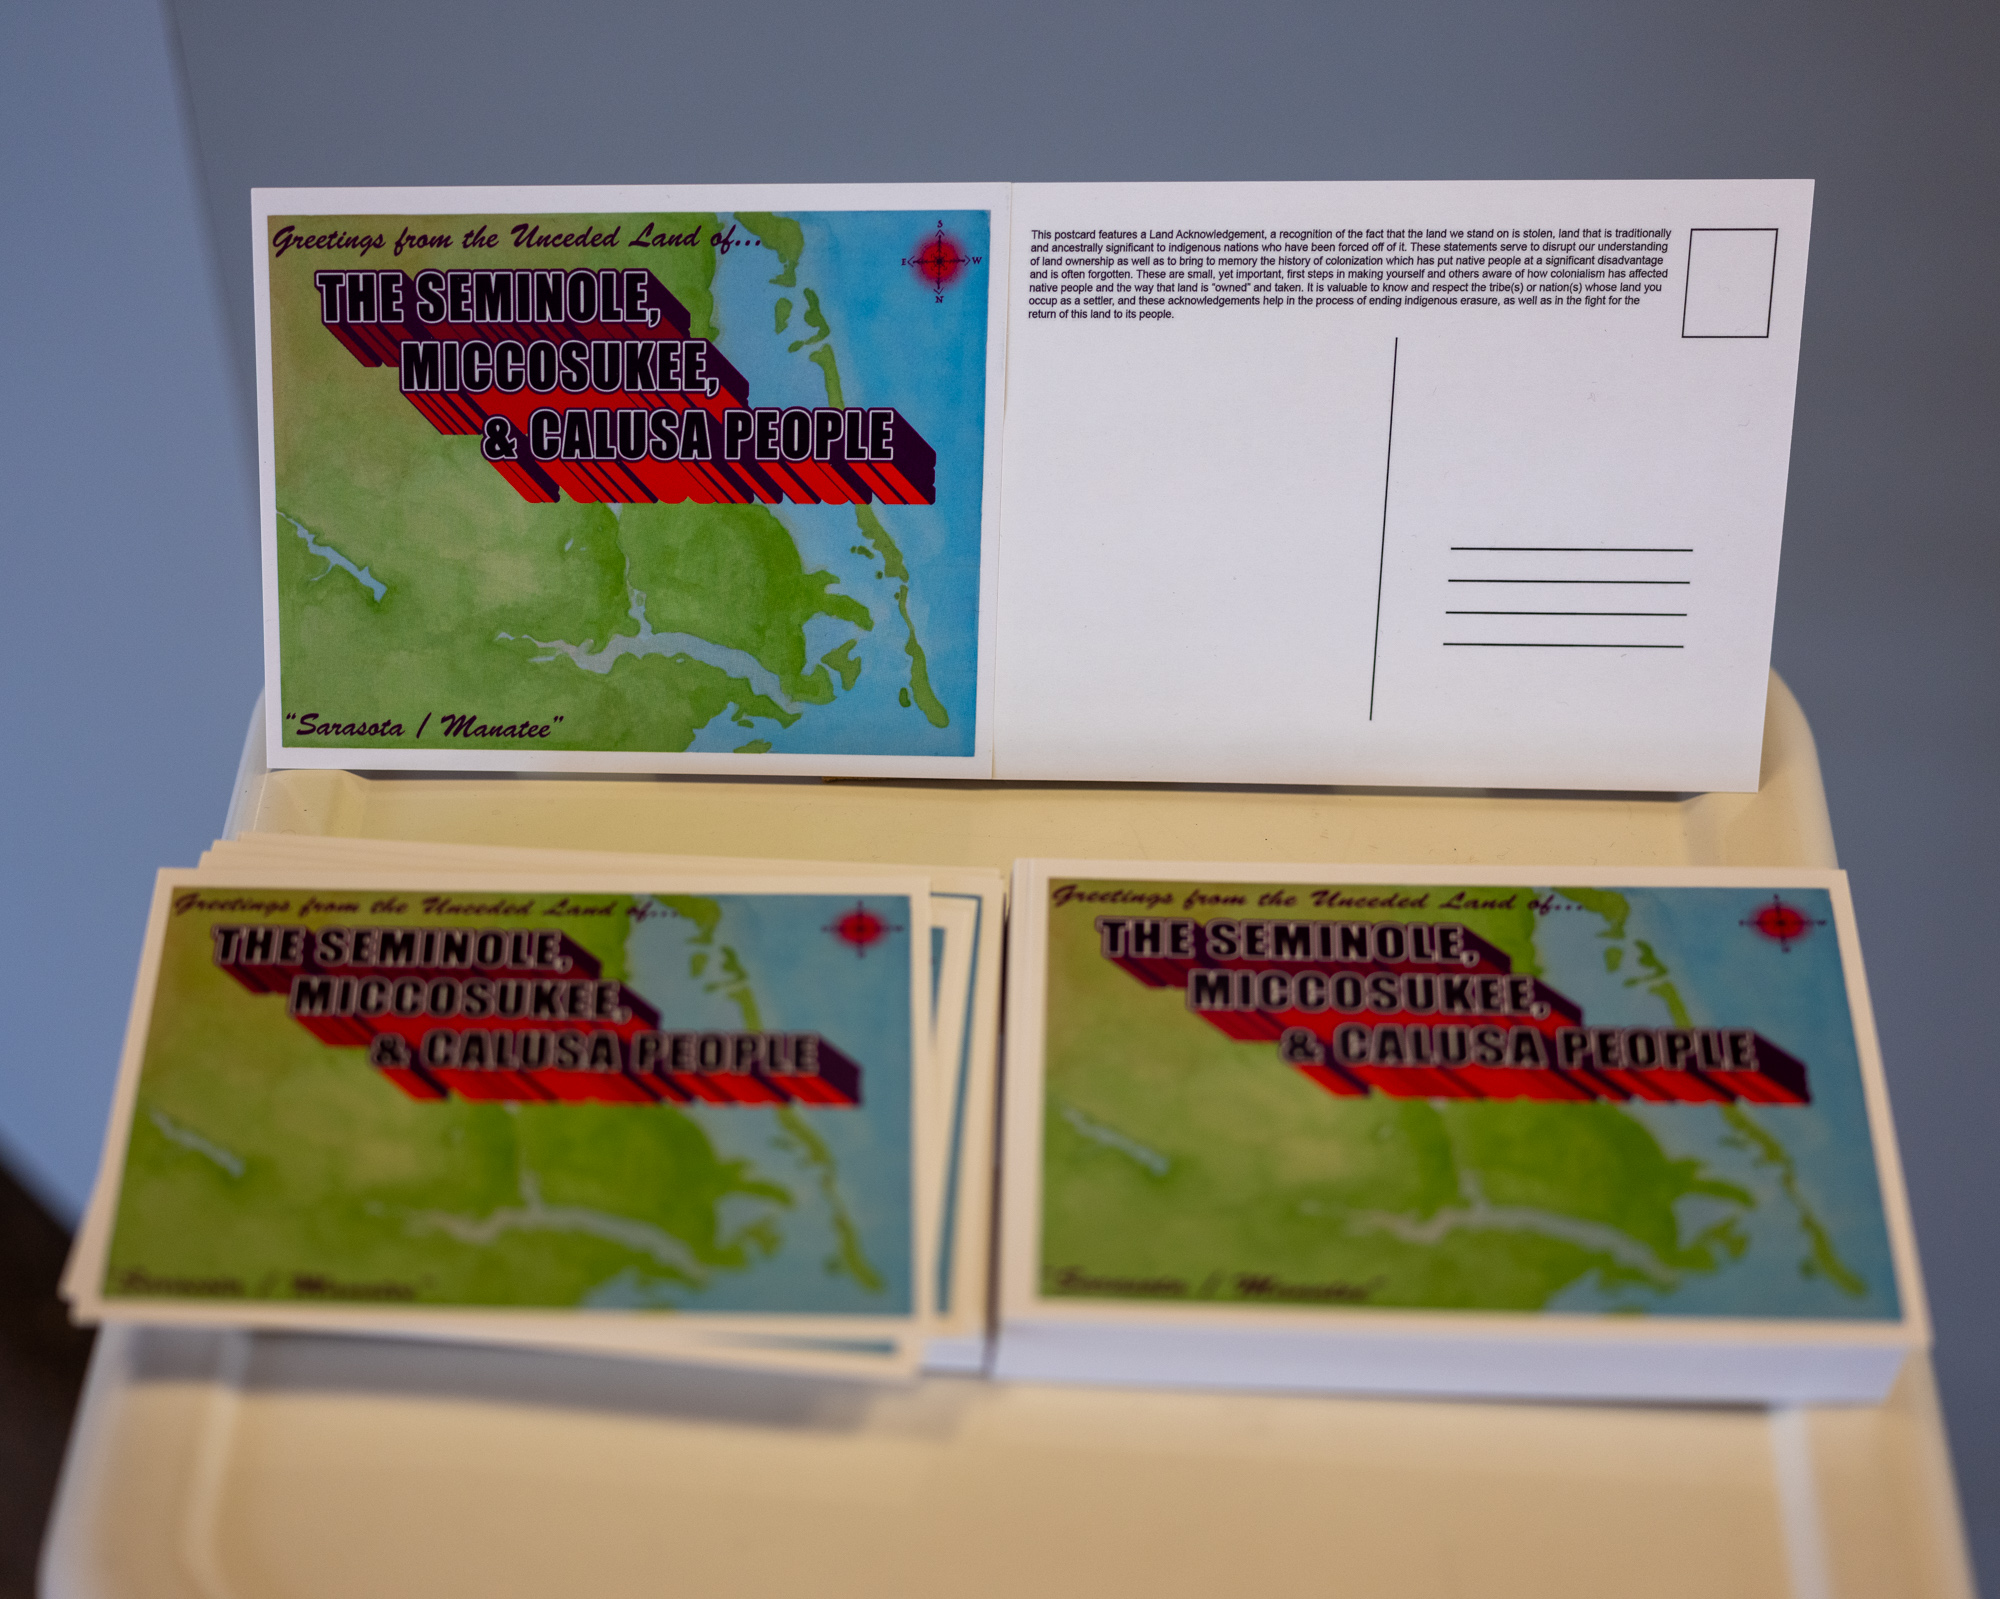 Greetings from the Unceded Land of...
THE SEMINOLE,
MICCOSUKEE,
& CALUSA PEOPLE
"Sarasota / Manatee"
S
E W
N
This postcard features a Land Acknowledgement, a recognition of the fact that the land we stand on is stolen, land that is traditionally
and ancestrally significant to indigenous nations who have been forced off of it. These statements serve to disrupt our understanding
of land ownership as well as to bring to memory the history of colonization which has put native people at a significant disadvantage
and is often forgotten. These are small, yet important, first steps in making yourself and others aware of how colonialism has affected
native people and the way that land is "owned" and taken. It is valuable to know and respect the tribe(s) or nation(s) whose land you
occupy as a settler, and these acknowledgements help in the process of ending indigenous erasure, as well as in the fight for the
return of this land to its people.
Greetings from the Unceded Land of...
THE SEMINOLE,
MICCOSUKEE,
& CALUSA PEOPLE
"Sarasota / Manatee"
Greetings from the Unceded Land of...
THE SEMINOLE,
MICCOSUKEE,
& CALUSA PEOPLE
"Sarasota / Manatee"